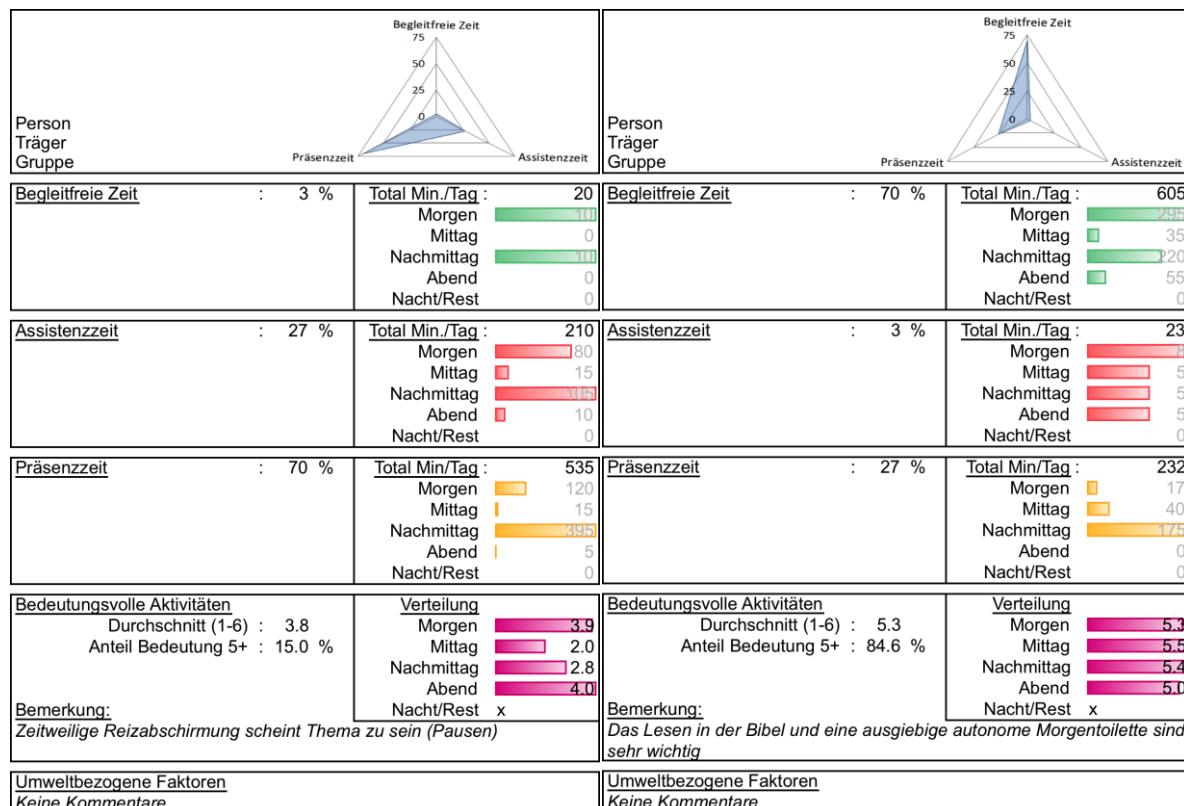 Begleitfreie Zeit
75
50
25
0
Präsenzzeit
Assistenzzeit
Person
Träger
Gruppe
Begleitfreie Zeit : 3 % Total Min./Tag : 20
Morgen 10
Mittag 0
Nachmittag 10
Abend 0
Nacht/Rest 0
Assistenzzeit : 27 % Total Min./Tag : 210
Morgen 80
Mittag 15
Nachmittag 105
Abend 10
Nacht/Rest 0
Präsenzzeit : 70 % Total Min/Tag : 535
Morgen 120
Mittag 15
Nachmittag 395
Abend 5
Nacht/Rest 0
Bedeutungsvolle Aktivitäten Verteilung
Durchschnitt (1-6) : 3.8 Morgen 3.9
Anteil Bedeutung 5+ : 15.0 % Mittag 2.0
Nachmittag 2.8
Abend 4.0
Bemerkung: Nacht/Rest x
Zeitweilige Reizabschirmung scheint Thema zu sein (Pausen)
Umweltbezogene Faktoren
Keine Kommentare
Begleitfreie Zeit
75
50
25
0
Präsenzzeit
Assistenzzeit
Person
Träger
Gruppe
Begleitfreie Zeit : 70 % Total Min./Tag : 605
Morgen 295
Mittag 35
Nachmittag 220
Abend 55
Nacht/Rest 0
Assistenzzeit : 3 % Total Min./Tag : 23
Morgen 8
Mittag 5
Nachmittag 5
Abend 5
Nacht/Rest 0
Präsenzzeit : 27 % Total Min/Tag : 232
Morgen 17
Mittag 40
Nachmittag 175
Abend 0
Nacht/Rest 0
Bedeutungsvolle Aktivitäten Verteilung
Durchschnitt (1-6) : 5.3 Morgen 5.3
Anteil Bedeutung 5+ : 84.6 % Mittag 5.5
Nachmittag 5.4
Abend 5.0
Bemerkung: Nacht/Rest x
Das Lesen in der Bibel und eine ausgiebige autonome Morgentoilette sind
sehr wichtig
Umweltbezogene Faktoren
Keine Kommentare